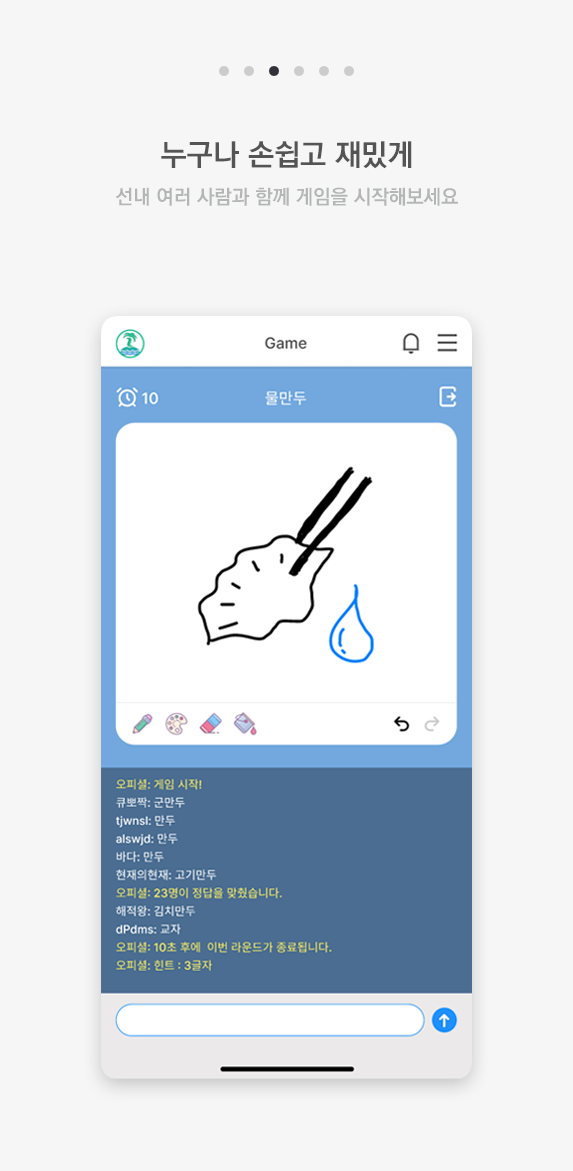 누구나 손쉽고 재밌게
선내 여러 사람과 함께 게임을 시작해보세요
Game
10
물만두
오피셜: 게임 시작!
큐뽀짝: 군만두
tjwnsl: 만두
alswjd: 만두
바다: 만두
현재의현재: 고기만두
오피셜: 23명이 정답을 맞췄습니다.
해적왕: 김치만두
dPdms: 교자
오피셜: 10초 후에  이번 라운드가 종료됩니다.
오피셜: 힌트 : 3글자